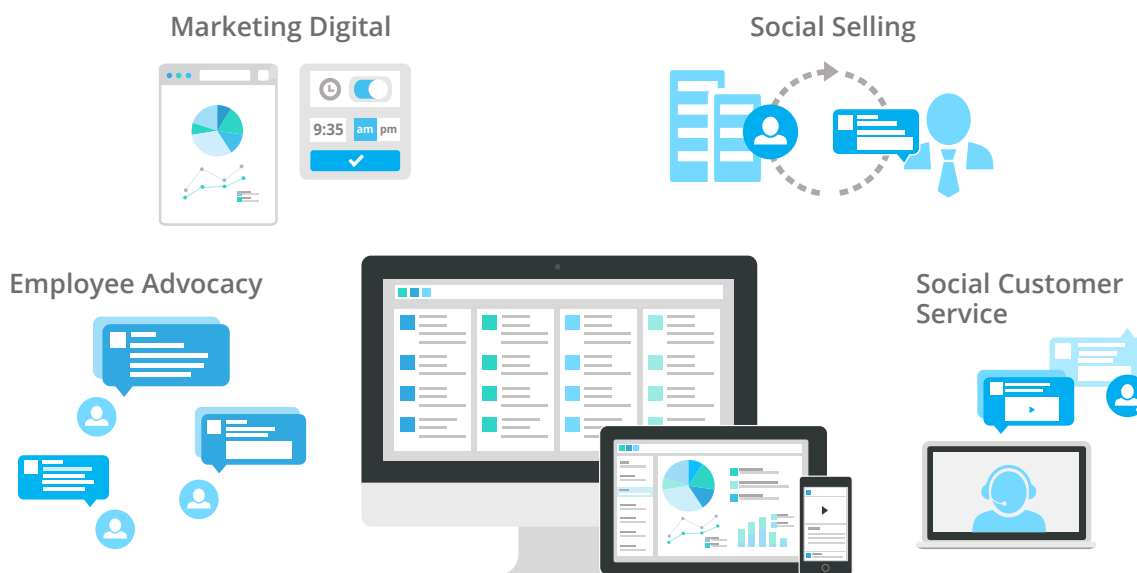 Marketing Digital
Social Selling
9:35 am pm
Employee Advocacy
Social Customer
Service